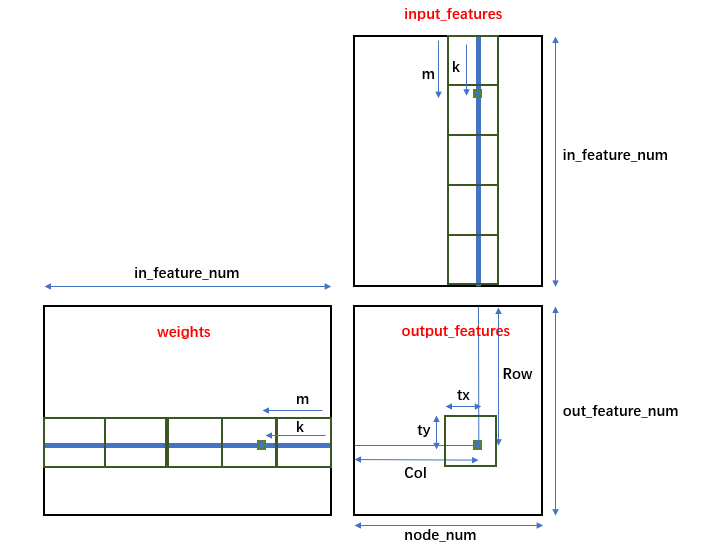 input_features
m
k
in_feature_num
in_feature_num
weights
output_features
Row
m
tx
out_feature_num
k
ty
Col
node_num